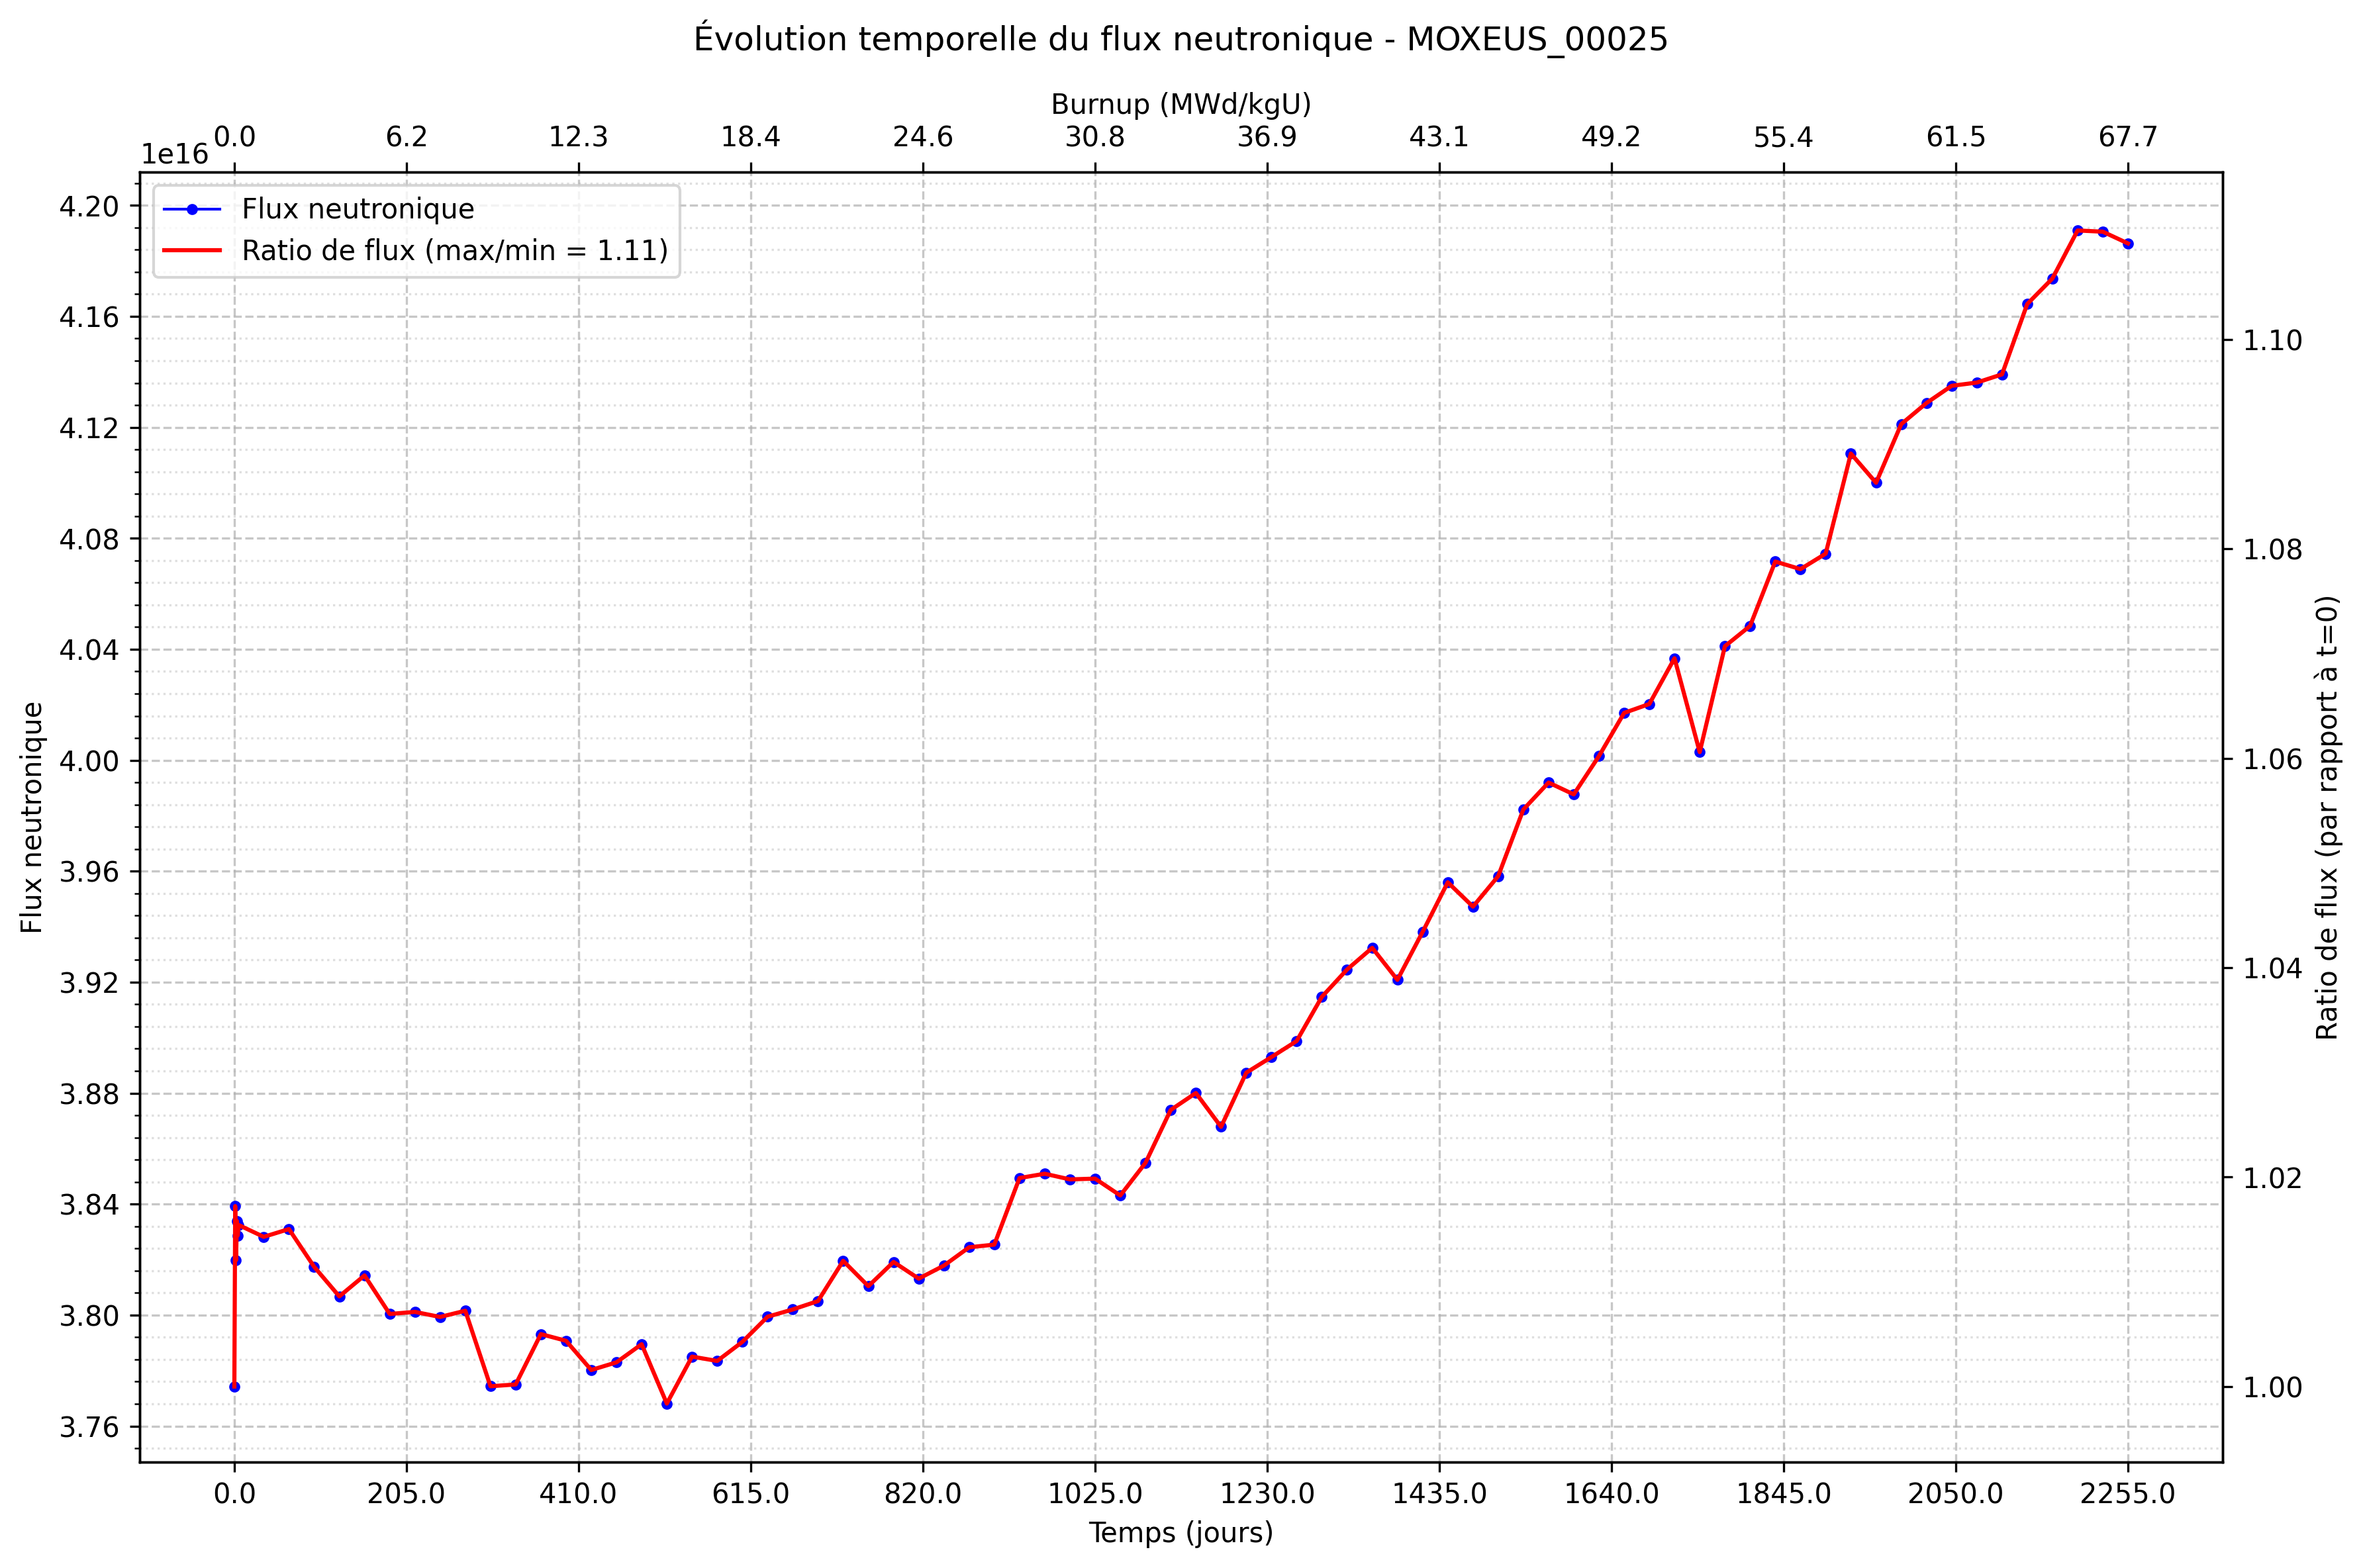 Évolution temporelle du flux neutronique - MOXEUS_00025
Burnup (MWd/kgU)
0.0 6.2 12.3 18.4 24.6 30.8 36.9 43.1 49.2 55.4 61.5 67.7
1e16
Flux neutronique
Ratio de flux (max/min = 1.11)
4.20
4.16
4.12
4.08
4.04
4.00
3.96
3.92
3.88
3.84
3.80
3.76
Flux neutronique
1.10
1.08
1.06
1.04
1.02
1.00
Ratio de flux (par rapport à t=0)
0.0 205.0 410.0 615.0 820.0 1025.0 1230.0 1435.0 1640.0 1845.0 2050.0 2255.0
Temps (jours)